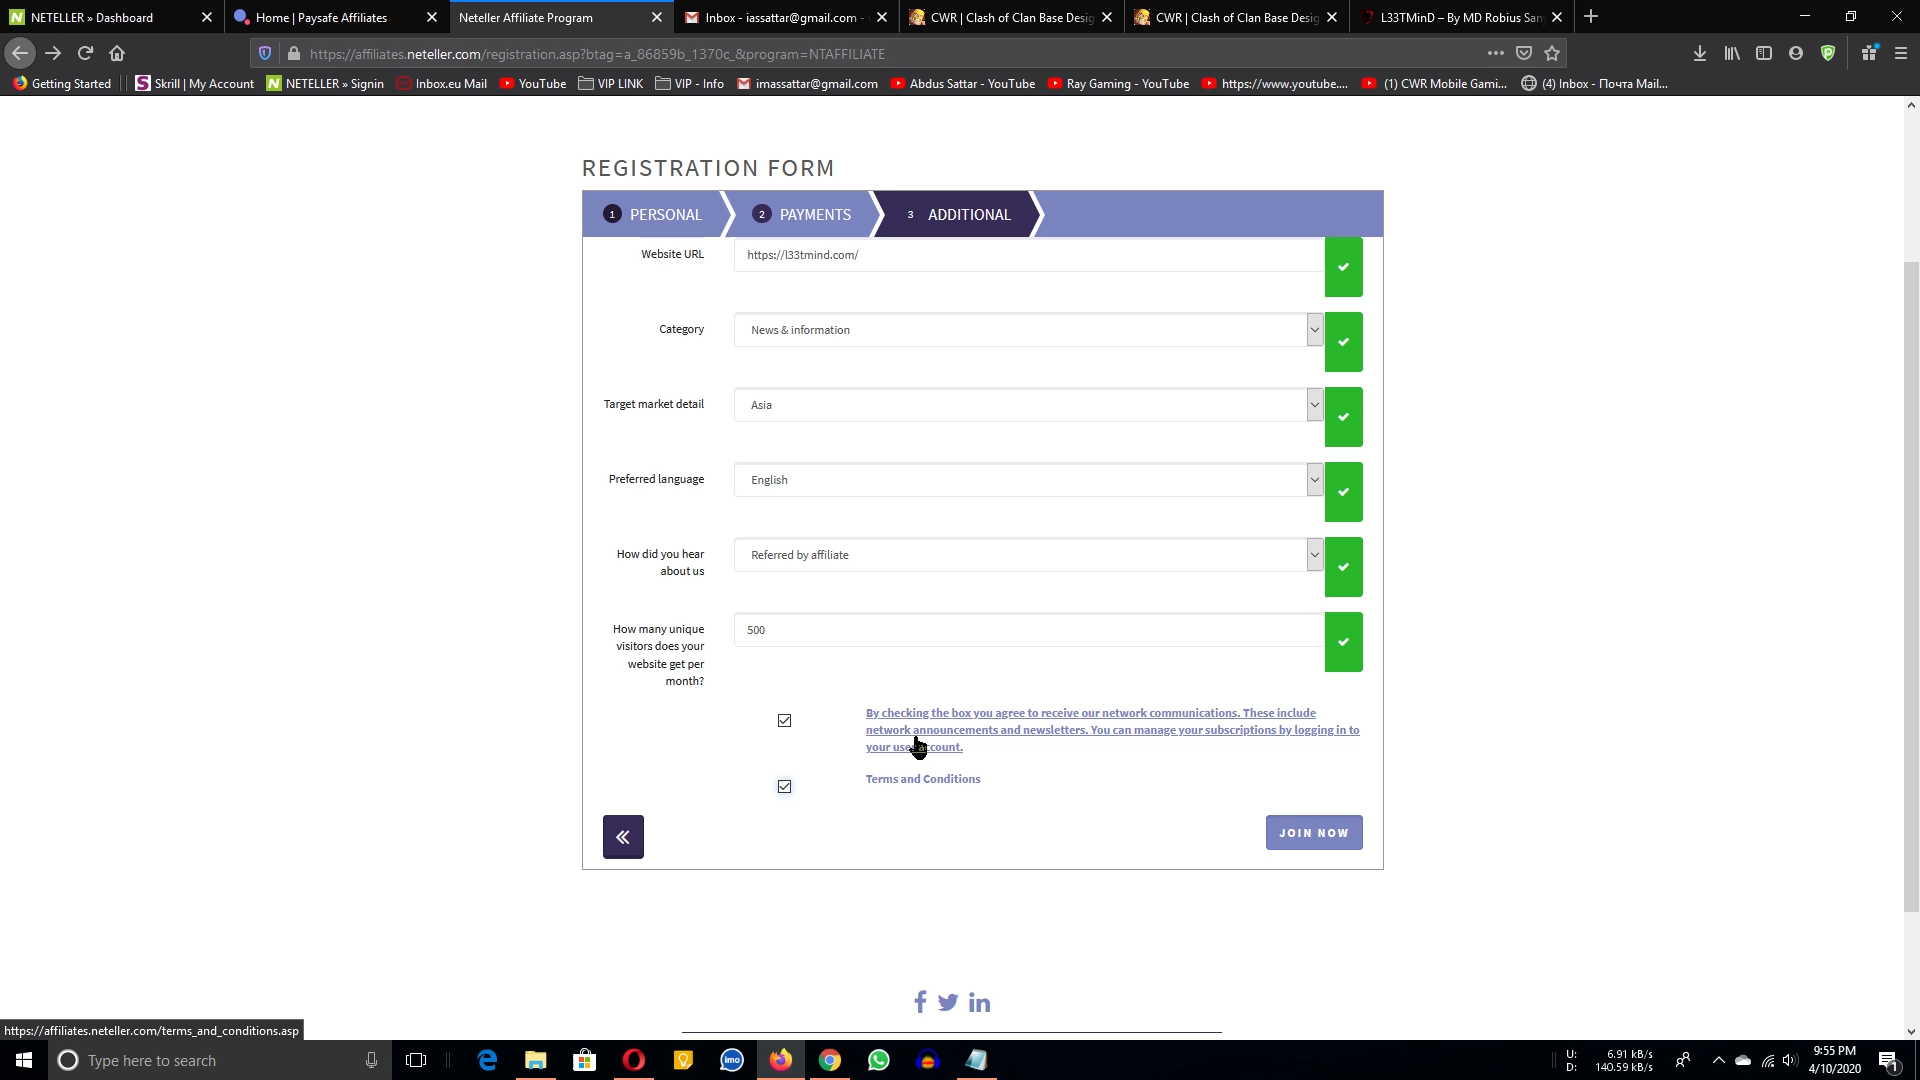 NETELLER » Dashboard
Home | Paysafe Affiliates
Neteller Affiliate Program
Inbox - iassattar@gmail.com -
CWR | Clash of Clan Base Desig
CWR | Clash of Clan Base Desig
L33TMinD – By MD Robius San
https://affiliates.neteller.com/registration.asp?btag=a_86859b_1370c_&program=NTAFFILIATE
Getting Started
Skrill | My Account
NETELLER » Signin
Inbox.eu Mail
YouTube
VIP LINK
VIP - Info
imassattar@gmail.com
Abdus Sattar - YouTube
Ray Gaming - YouTube
https://www.youtube....
(1) CWR Mobile Gami...
(4) Inbox - Почта Mail...
REGISTRATION FORM
1 PERSONAL
2 PAYMENTS
3 ADDITIONAL
Website URL
https://l33tmind.com/
Category
News & information
Target market detail
Asia
Preferred language
English
How did you hear
about us
Referred by affiliate
How many unique
visitors does your
website get per
month?
500
By checking the box you agree to receive our network communications. These include
network announcements and newsletters. You can manage your subscriptions by logging in to
your user account.
Terms and Conditions
JOIN NOW
https://affiliates.neteller.com/terms_and_conditions.asp
Type here to search
imo
U: 6.91 kB/s
D: 140.59 kB/s
9:55 PM
4/10/2020
1